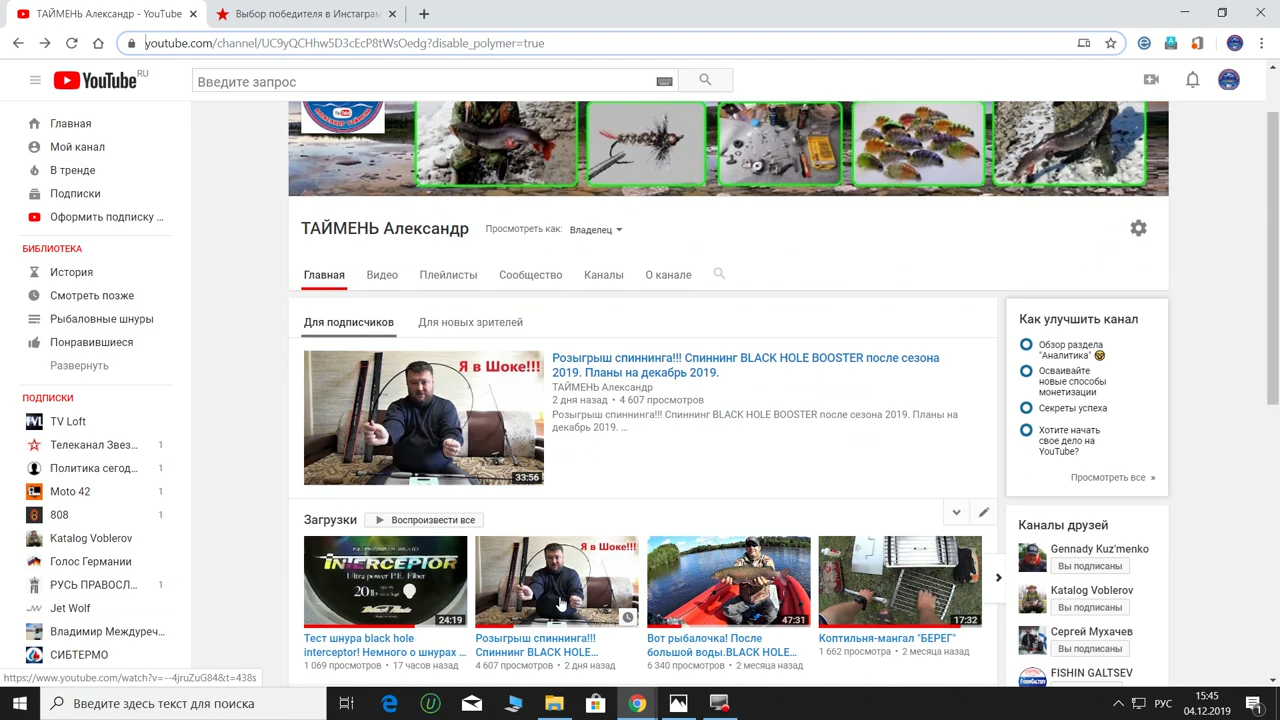 ТАЙМЕНЬ Александр - YouTube
Выбор победителя в Инстаграм
youtube.com/channel/UC9yQCHhw5D3cEcP8tWsOedg?disable_polymer=true
YouTube RU
Введите запрос
Главная
Мой канал
В тренде
Подписки
Оформить подписку ...
БИБЛИОТЕКА
История
Смотреть позже
Рыбаловные шнуры
Понравившиеся
Развернуть
ПОДПИСКИ
TV Loft
Телеканал Звез... 1
Политика сегод... 1
Moto 42 1
808 1
Katalog Voblerov
Голос Германии
РУСЬ ПРАВОСЛ... 1
Jet Wolf
Владимир Междуреч...
СИБТЕРМО
https://www.youtube.com/watch?v=--4jruZuG84&t=438s
ТАЙМЕНЬ Александр
Просмотреть как: Владелец
Главная Видео Плейлисты Сообщество Каналы О канале
Для подписчиков Для новых зрителей
Я в Шоке!!!
33:56
Розыгрыш спиннинга!!! Спиннинг BLACK HOLE BOOSTER после сезона
2019. Планы на декабрь 2019.
ТАЙМЕНЬ Александр
2 дня назад • 4 607 просмотров
Розыгрыш спиннинга!!! Спиннинг BLACK HOLE BOOSTER после сезона 2019. Планы на
декабрь 2019. ...
Загрузки Воспроизвести все
INTERCEPTOR
Ultra power P.E. Fiber
20
24:19
Тест шнура black hole
interceptor! Немного о шнурах ...
1 069 просмотров • 17 часов назад
Я в Шоке!!!
Розыгрыш спиннинга!!!
Спиннинг BLACK HOLE...
4 607 просмотров • 2 дня назад
47:31
Вот рыбалочка! После
большой воды.BLACK HOLE...
6 340 просмотров • 2 месяца назад
17:32
Коптильня-мангал "БЕРЕГ"
1 662 просмотра • 2 месяца назад
Как улучшить канал
Обзор раздела
"Аналитика"
Осваивайте
новые способы
монетизации
Секреты успеха
Хотите начать
свое дело на
YouTube?
Просмотреть все »
Каналы друзей
Gennady Kuz'menko
Вы подписаны
Katalog Voblerov
Вы подписаны
Сергей Мухачев
Вы подписаны
FISHIN GALTSEV
Введите здесь текст для поиска
РУС
15:45
04.12.2019
1